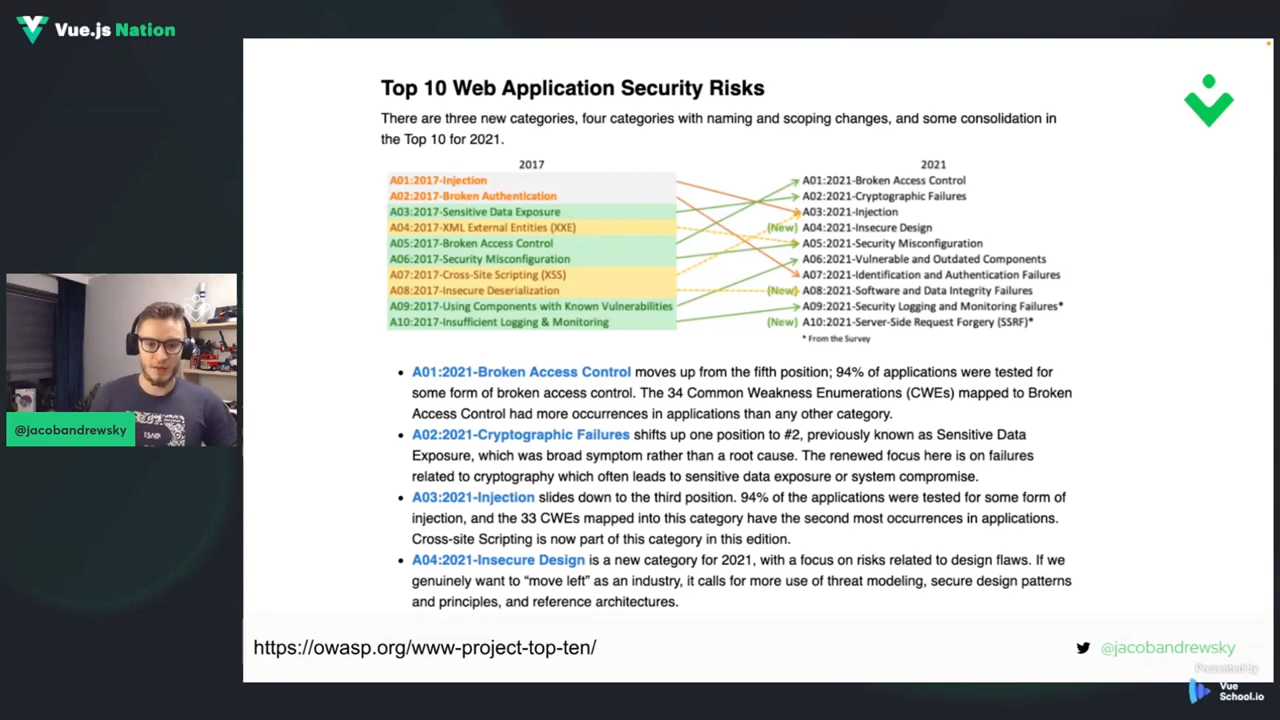 Vue.js Nation
Top 10 Web Application Security Risks
There are three new categories, four categories with naming and scoping changes, and some consolidation in
the Top 10 for 2021.
2017
A01:2017-Injection
A02:2017-Broken Authentication
A03:2017-Sensitive Data Exposure
A04:2017-XML External Entities (XXE)
A05:2017-Broken Access Control
A06:2017-Security Misconfiguration
A07:2017-Cross-Site Scripting (XSS)
A08:2017-Insecure Deserialization
A09:2017-Using Components with Known Vulnerabilities
A10:2017-Insufficient Logging & Monitoring
2021
A01:2021-Broken Access Control
A02:2021-Cryptographic Failures
A03:2021-Injection
(New) A04:2021-Insecure Design
A05:2021-Security Misconfiguration
A06:2021-Vulnerable and Outdated Components
A07:2021-Identification and Authentication Failures
(New) A08:2021-Software and Data Integrity Failures
A09:2021-Security Logging and Monitoring Failures*
(New) A10:2021-Server-Side Request Forgery (SSRF)*
* From the Survey
A01:2021-Broken Access Control moves up from the fifth position; 94% of applications were tested for
some form of broken access control. The 34 Common Weakness Enumerations (CWEs) mapped to Broken
Access Control had more occurrences in applications than any other category.
A02:2021-Cryptographic Failures shifts up one position to #2, previously known as Sensitive Data
Exposure, which was broad symptom rather than a root cause. The renewed focus here is on failures
related to cryptography which often leads to sensitive data exposure or system compromise.
A03:2021-Injection slides down to the third position. 94% of the applications were tested for some form of
injection, and the 33 CWEs mapped into this category have the second most occurrences in applications.
Cross-site Scripting is now part of this category in this edition.
A04:2021-Insecure Design is a new category for 2021, with a focus on risks related to design flaws. If we
genuinely want to “move left” as an industry, it calls for more use of threat modeling, secure design patterns
and principles, and reference architectures.
@jacobandrewsky
https://owasp.org/www-project-top-ten/
@jacobandrewsky
Presented by
Vue
School.io